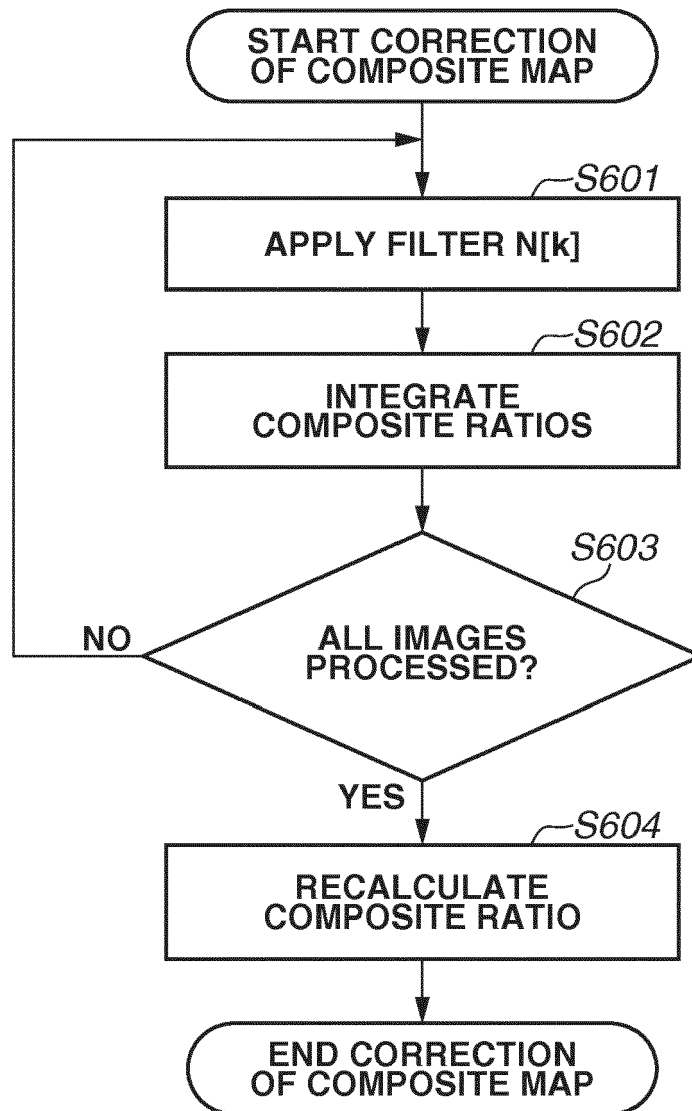 START CORRECTION
OF COMPOSITE MAP
S601
APPLY FILTER N[k]
S602
INTEGRATE
COMPOSITE RATIOS
S603
NO
ALL IMAGES
PROCESSED?
YES
S604
RECALCULATE
COMPOSITE RATIO
END CORRECTION
OF COMPOSITE MAP